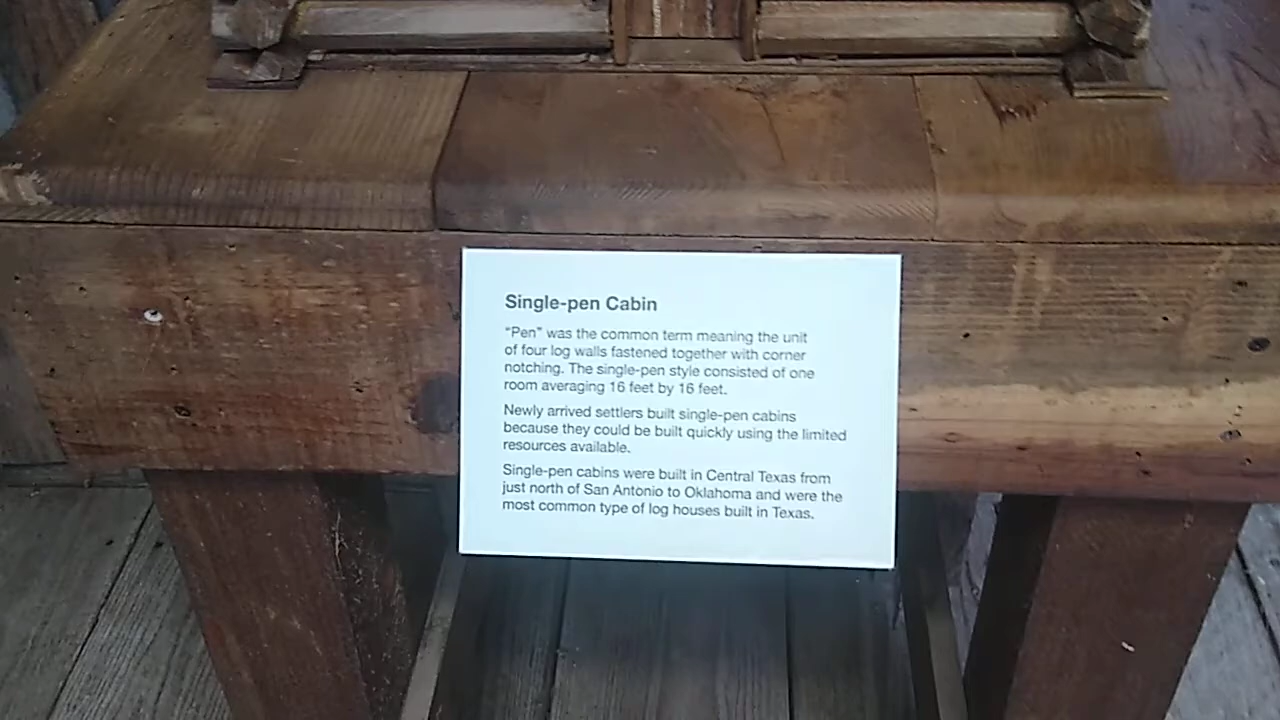 Single-pen Cabin
"Pen" was the common term meaning the unit
of four log walls fastened together with corner
notching. The single-pen style consisted of one
room averaging 16 feet by 16 feet.
Newly arrived settlers built single-pen cabins
because they could be built quickly using the limited
resources available.
Single-pen cabins were built in Central Texas from
just north of San Antonio to Oklahoma and were the
most common type of log houses built in Texas.